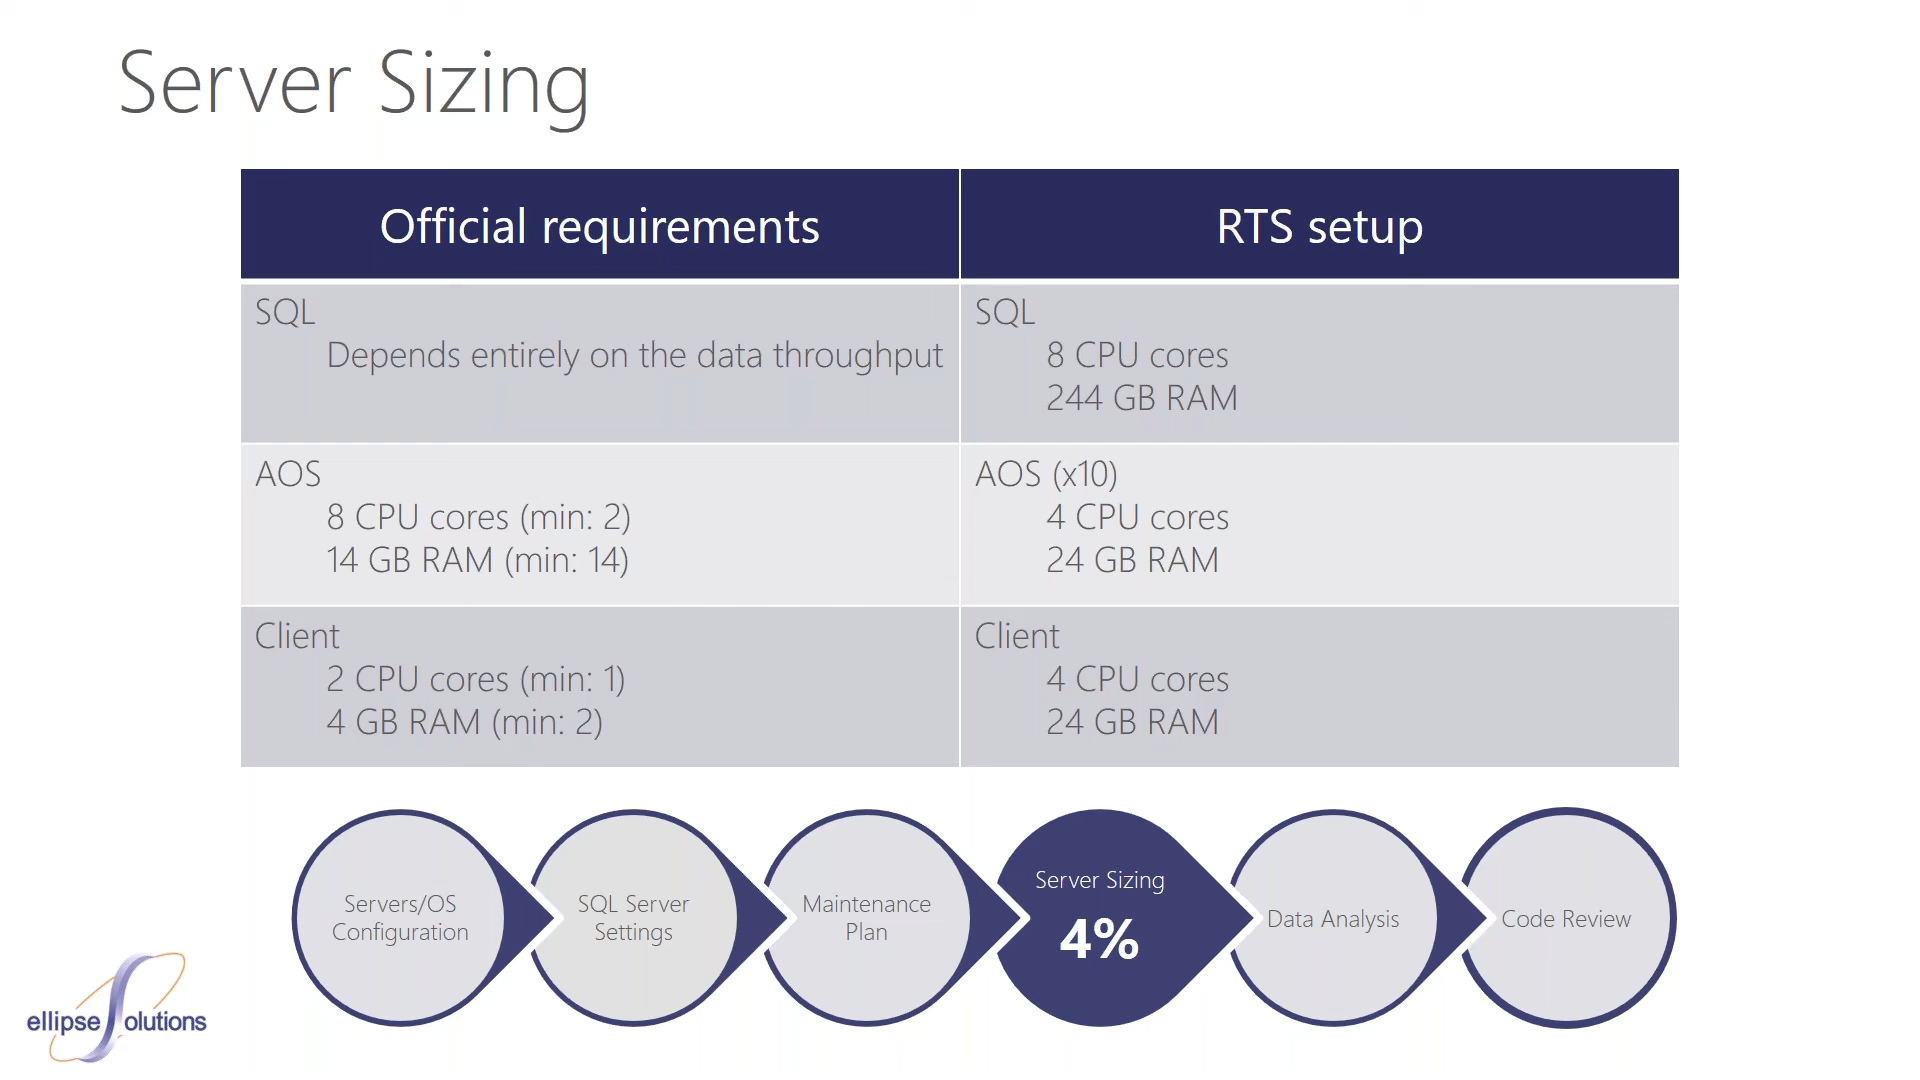 Server Sizing
Official requirements
RTS setup
SQL
Depends entirely on the data throughput
SQL
8 CPU cores
244 GB RAM
AOS
8 CPU cores (min: 2)
14 GB RAM (min: 14)
AOS (x10)
4 CPU cores
24 GB RAM
Client
2 CPU cores (min: 1)
4 GB RAM (min: 2)
Client
4 CPU cores
24 GB RAM
Servers/OS
Configuration
SQL Server
Settings
Maintenance
Plan
Server Sizing
4%
Data Analysis
Code Review
ellipse Solutions